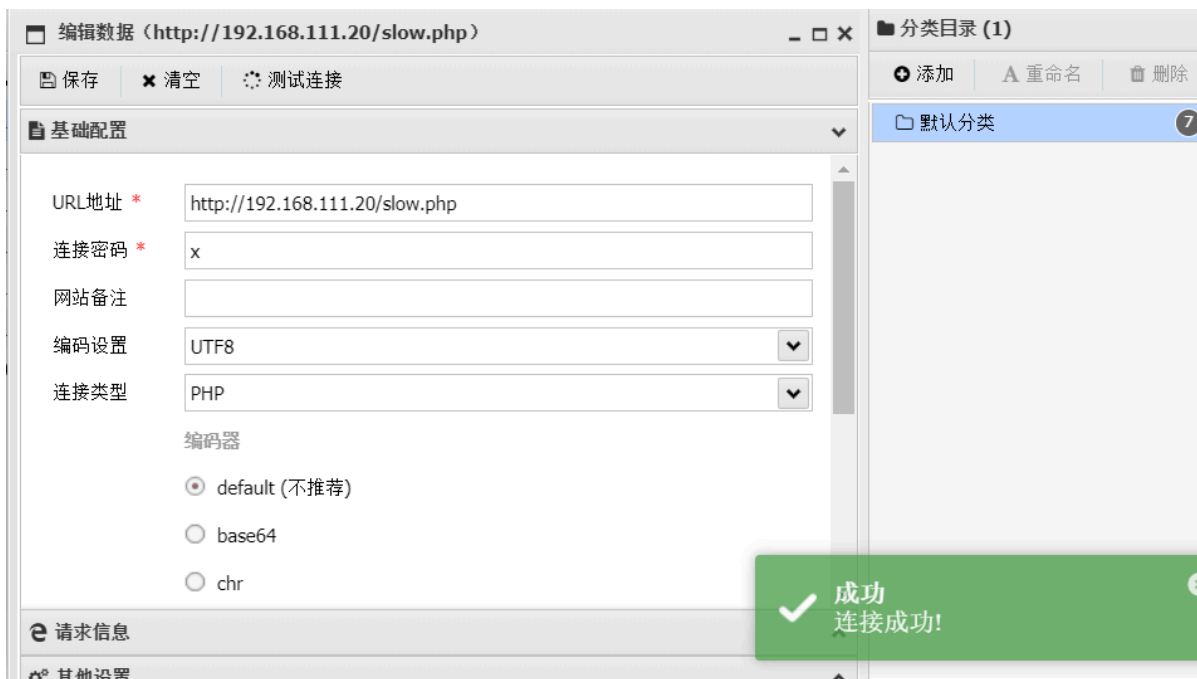 编辑数据（http://192.168.111.20/slow.php）
保存 清空 测试连接
基础配置
URL地址 * http://192.168.111.20/slow.php
连接密码 * x
网站备注
编码设置 UTF8
连接类型 PHP
编码器
default (不推荐)
base64
chr
请求信息
其他设置
分类目录 (1)
添加 重命名 删除
默认分类 7
成功
连接成功!